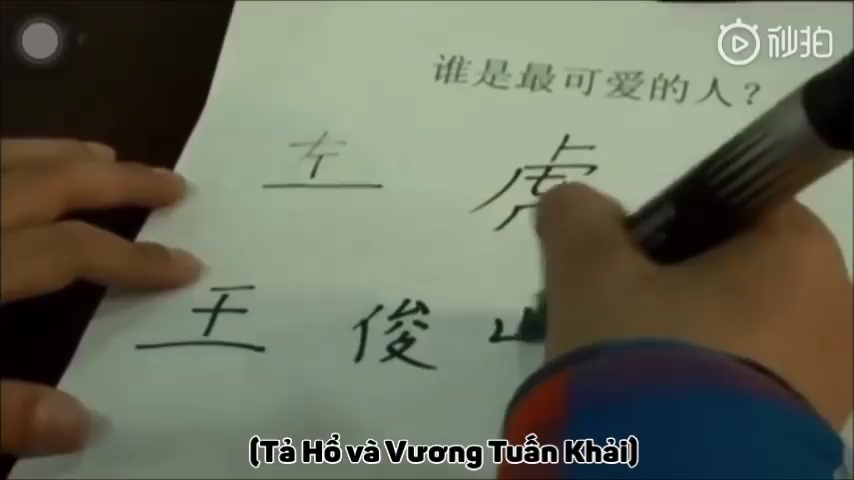 秒拍
谁是最可爱的人？
左 虎
王 俊
(Tả Hổ và Vương Tuấn Khải)